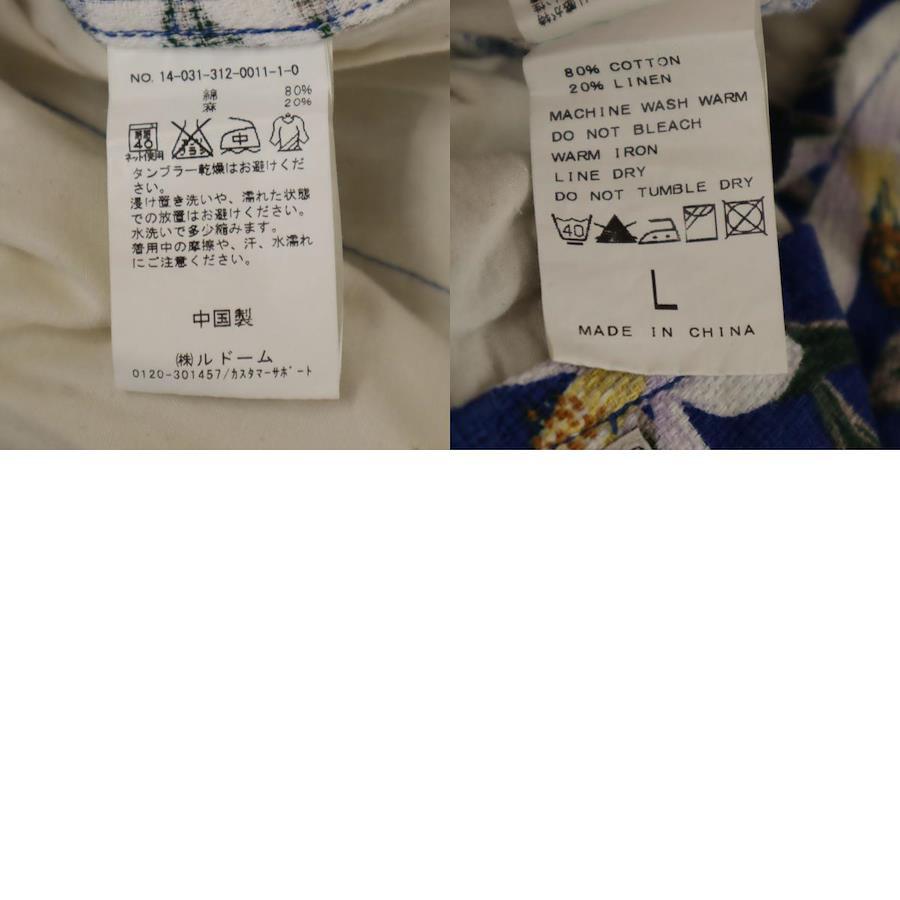 NO. 14-031-312-0011-1-0
綿 80%
麻 20%
40
中
ネット使用
タンブラー乾燥はお避けくだ
さい。
浸け置き洗いや、濡れた状態
での放置はお避けください。
水洗いで多少縮みます。
着用中の摩擦や、汗、水濡れ
にご注意ください。
中国製
(株)ルドーム
0120-301457/カスタマーサポート
80% COTTON
20% LINEN
MACHINE WASH WARM
DO NOT BLEACH
WARM IRON
LINE DRY
DO NOT TUMBLE DRY
40
L
MADE IN CHINA